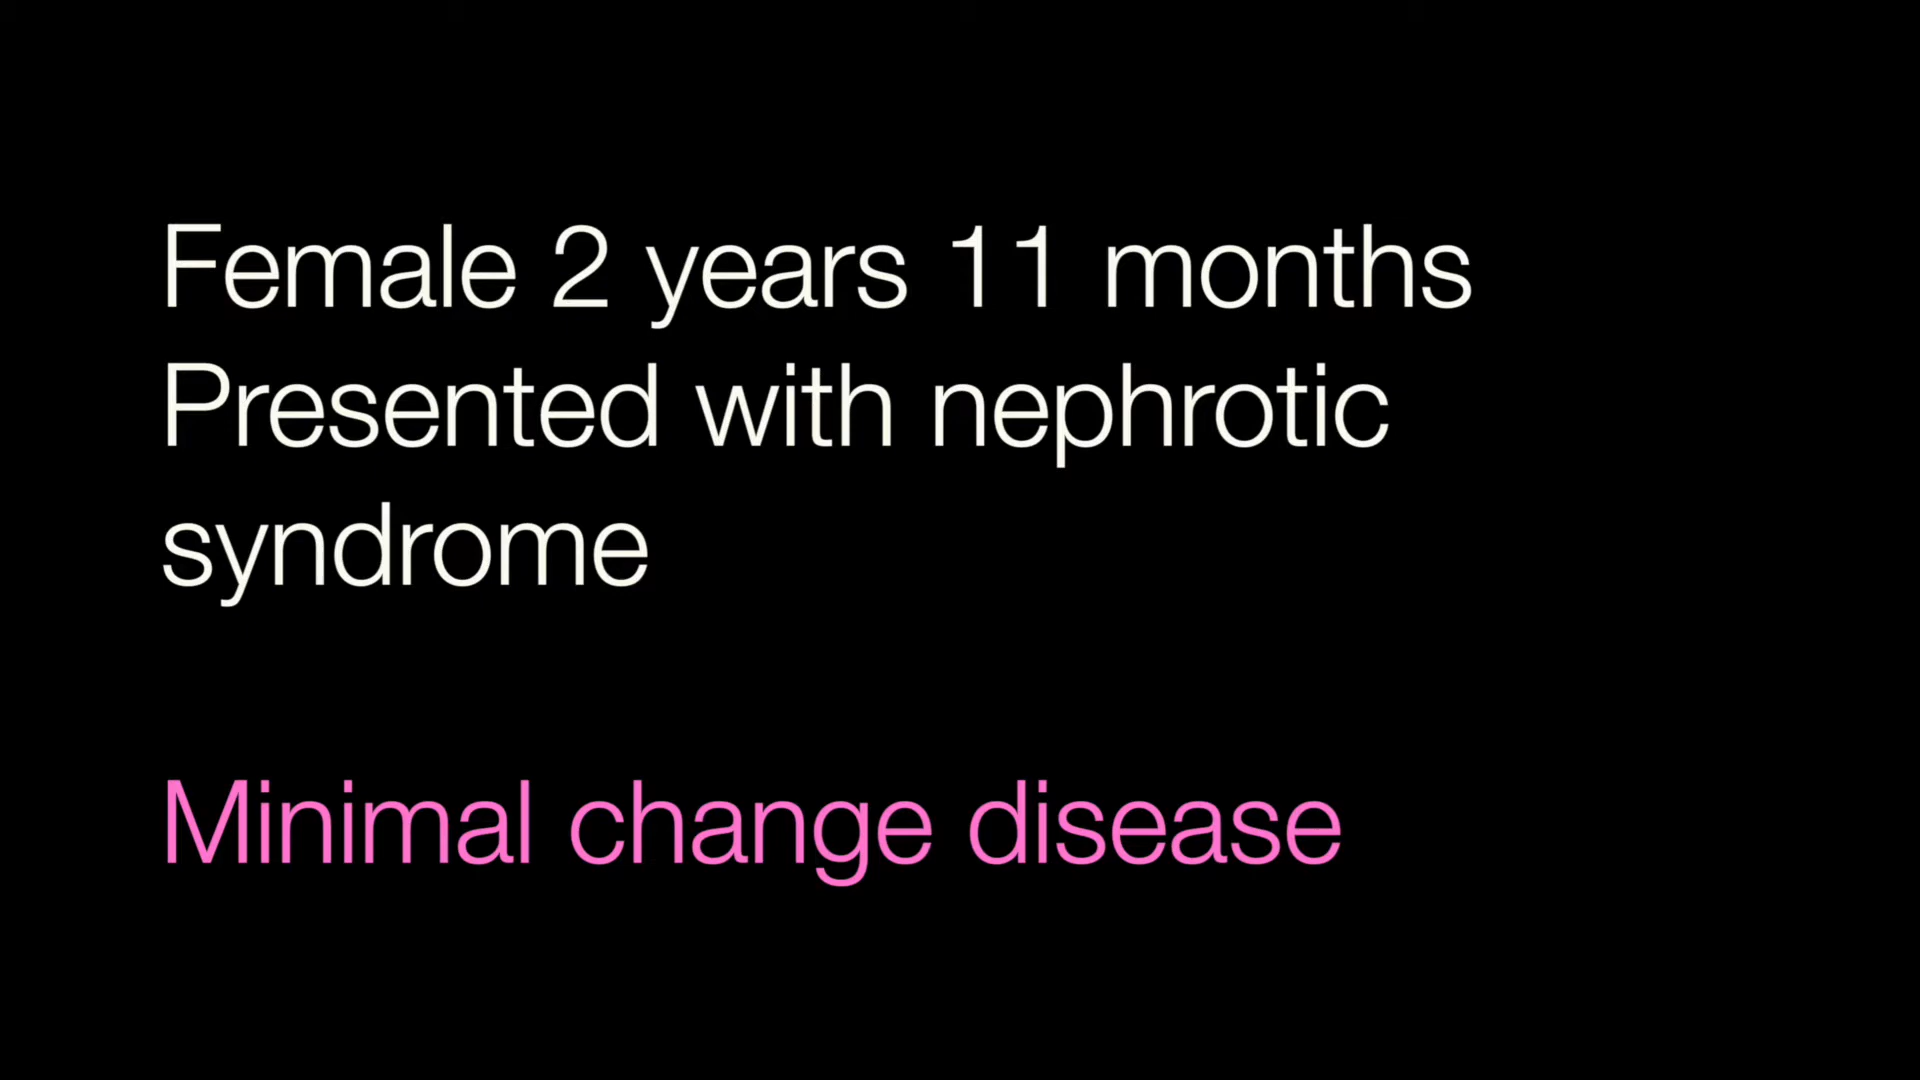 Female 2 years 11 months
Presented with nephrotic
syndrome
Minimal change disease